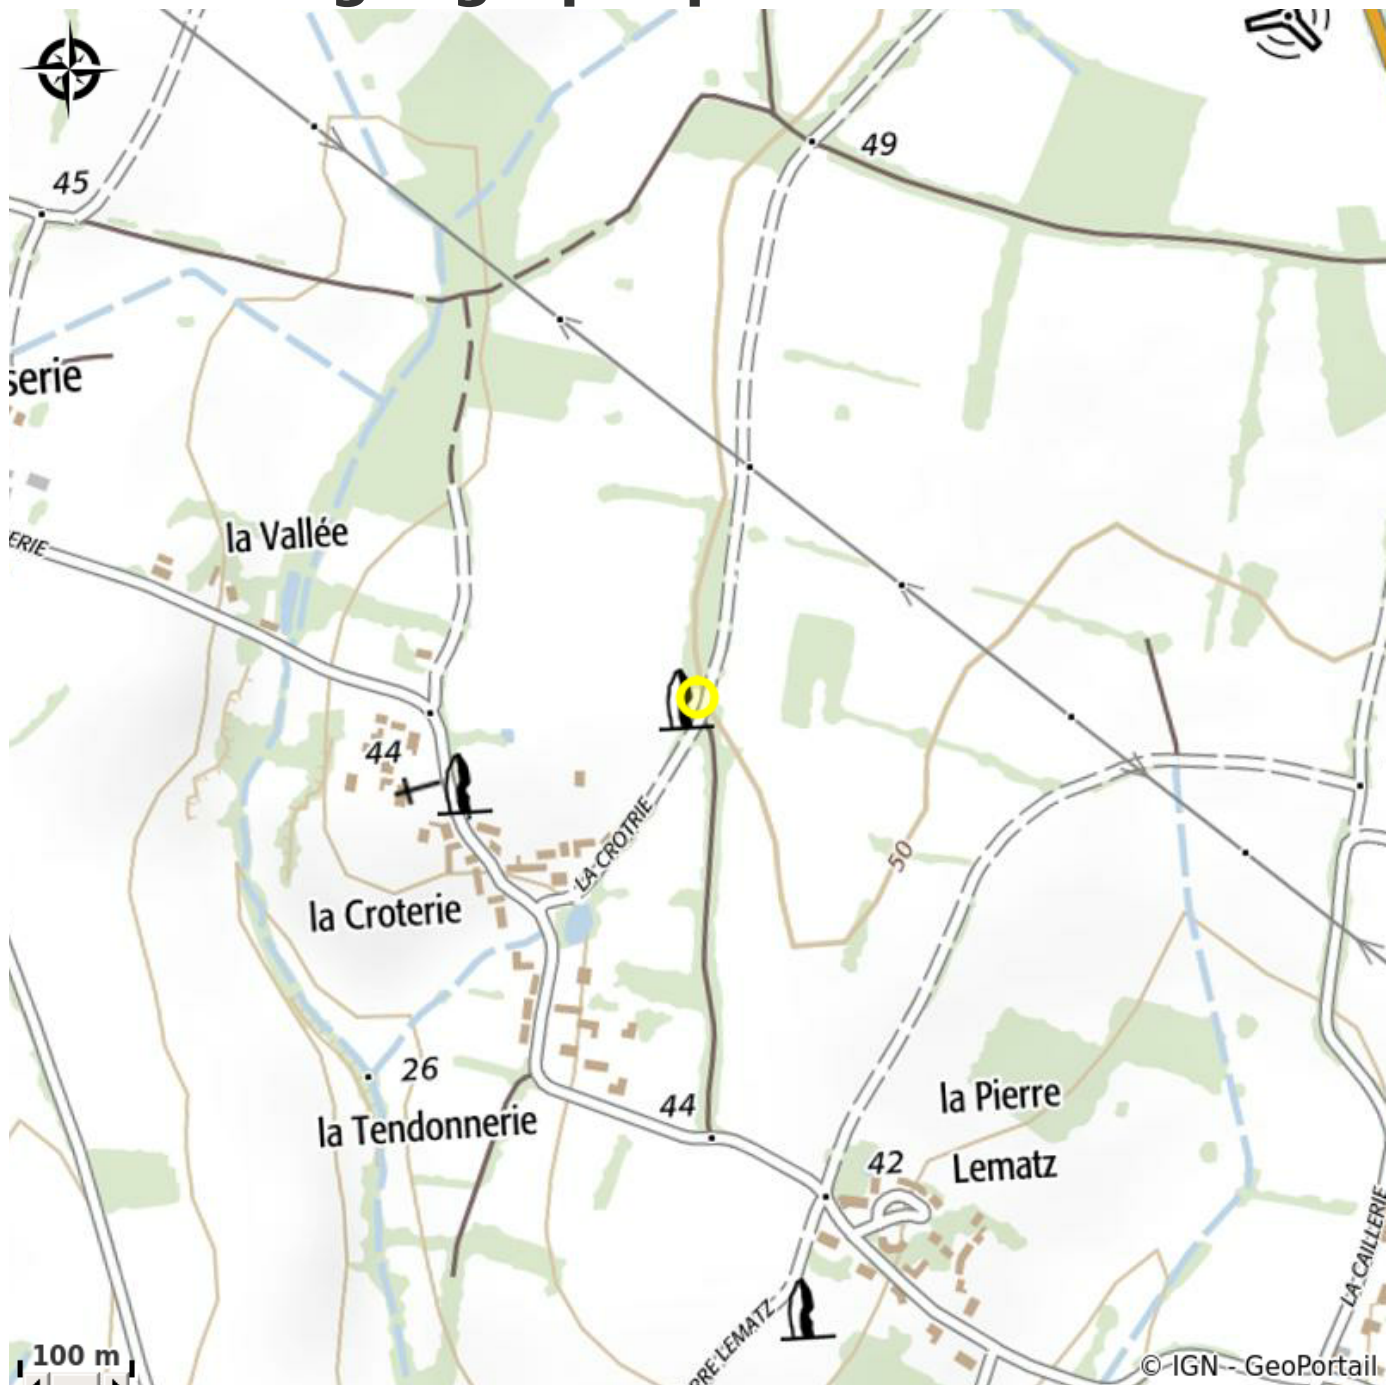 49
45
serie
la Vallée
ERIE
44
LA CROTRIE
50
la Croterie
26
44
la Tendonnerie
la Pierre
Lematz
42
LA CAILLERIE
RRE LEMATZ
100 m
© IGN - GeoPortail